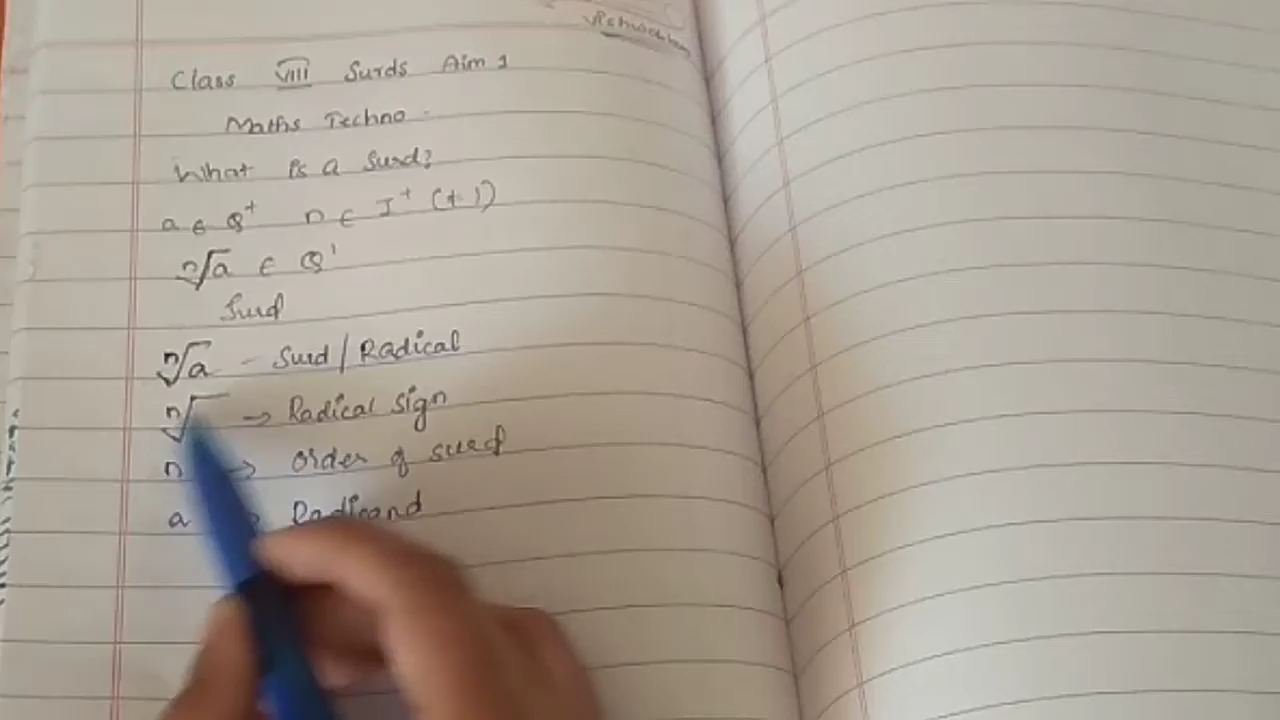 Class VIII Surds Aim 1
Maths Techno
What is a Surd?
a ∈ Q⁺ n ∈ I⁺ (≠ 1)
ⁿ√a ∈ Q'
Surd
ⁿ√a - Surd / Radical
ⁿ√ → Radical sign
n → order of surd
a → Radicand